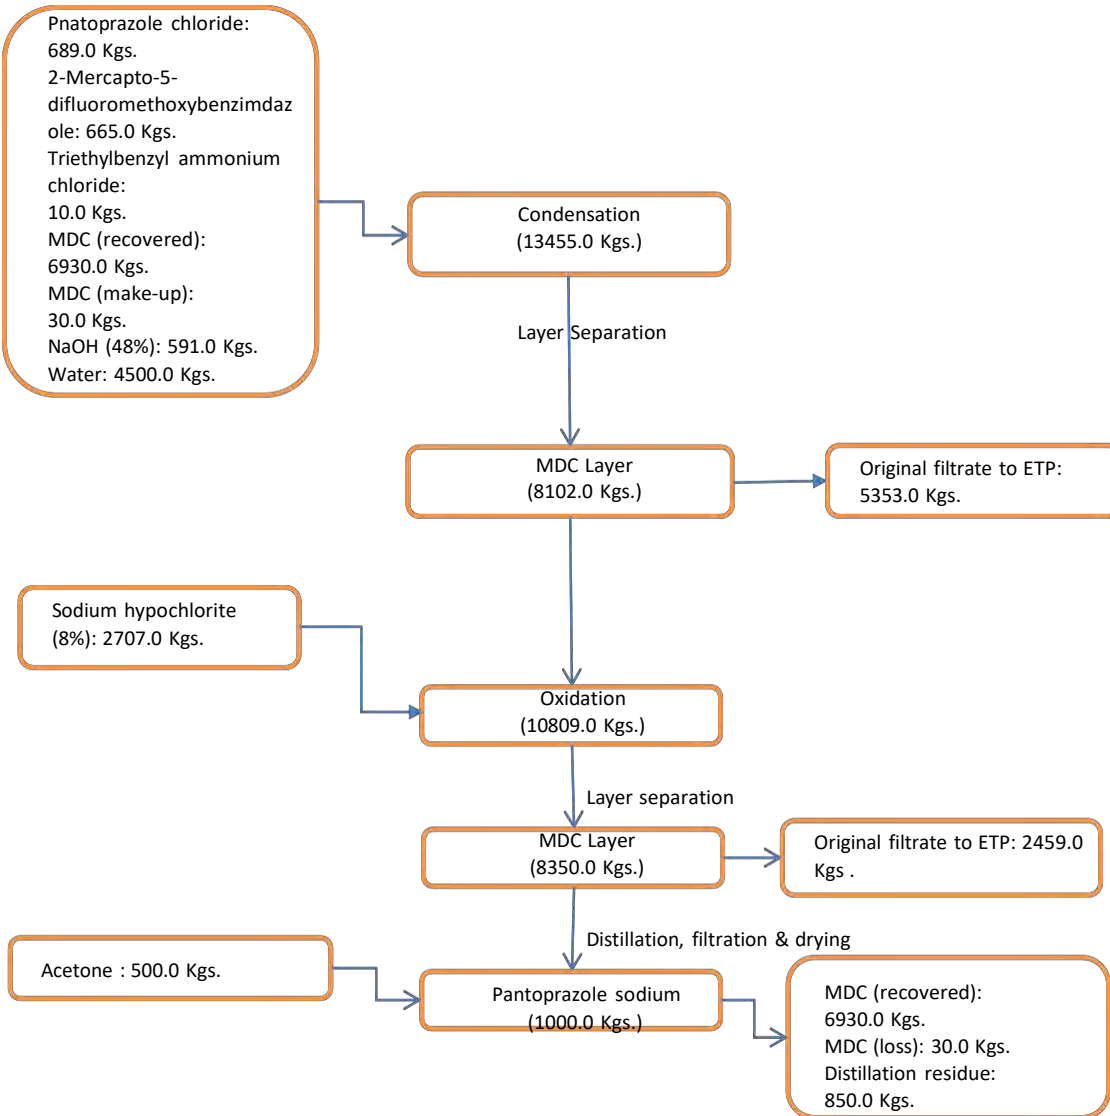 Pnatoprazole chloride:
689.0 Kgs.
2-Mercapto-5-
difluoromethoxybenzimdaz
ole: 665.0 Kgs.
Triethylbenzyl ammonium
chloride:
10.0 Kgs.
MDC (recovered):
6930.0 Kgs.
MDC (make-up):
30.0 Kgs.
NaOH (48%): 591.0 Kgs.
Water: 4500.0 Kgs.
Condensation
(13455.0 Kgs.)
Layer Separation
MDC Layer
(8102.0 Kgs.)
Original filtrate to ETP:
5353.0 Kgs.
Sodium hypochlorite
(8%): 2707.0 Kgs.
Oxidation
(10809.0 Kgs.)
Layer separation
MDC Layer
(8350.0 Kgs.)
Original filtrate to ETP: 2459.0
Kgs .
Distillation, filtration & drying
Acetone : 500.0 Kgs.
Pantoprazole sodium
(1000.0 Kgs.)
MDC (recovered):
6930.0 Kgs.
MDC (loss): 30.0 Kgs.
Distillation residue:
850.0 Kgs.